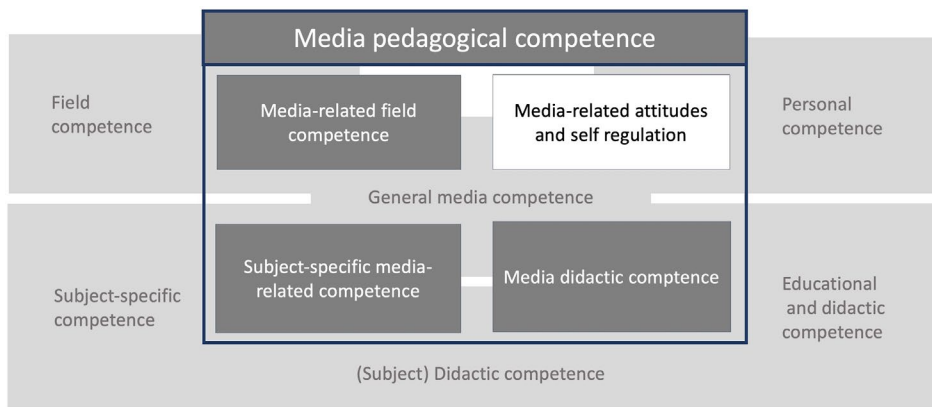 Media pedagogical competence
Field
competence
Media-related field
competence
Media-related attitudes
and self regulation
Personal
competence
General media competence
Subject-specific
competence
Subject-specific media-
related competence
Media didactic comptence
Educational
and didactic
competence
(Subject) Didactic competence